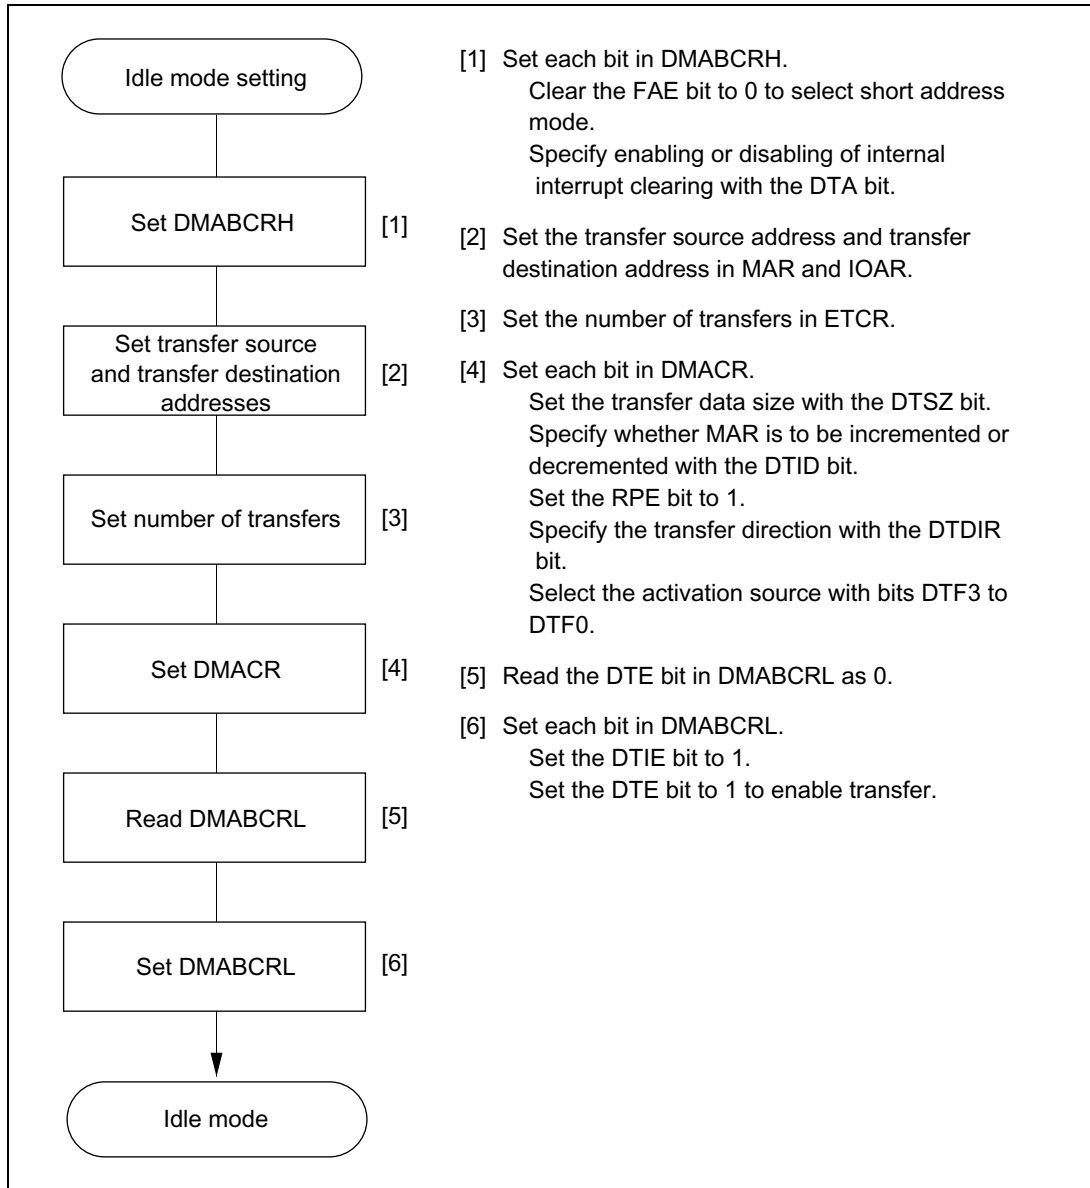 Idle mode setting
Set DMABCRH
[1]
Set transfer source
and transfer destination
addresses
[2]
Set number of transfers
[3]
Set DMACR
[4]
Read DMABCRL
[5]
Set DMABCRL
[6]
Idle mode
[1] Set each bit in DMABCRH.
Clear the FAE bit to 0 to select short address
mode.
Specify enabling or disabling of internal
interrupt clearing with the DTA bit.
[2] Set the transfer source address and transfer
destination address in MAR and IOAR.
[3] Set the number of transfers in ETCR.
[4] Set each bit in DMACR.
Set the transfer data size with the DTSZ bit.
Specify whether MAR is to be incremented or
decremented with the DTID bit.
Set the RPE bit to 1.
Specify the transfer direction with the DTDIR
bit.
Select the activation source with bits DTF3 to
DTF0.
[5] Read the DTE bit in DMABCRL as 0.
[6] Set each bit in DMABCRL.
Set the DTIE bit to 1.
Set the DTE bit to 1 to enable transfer.